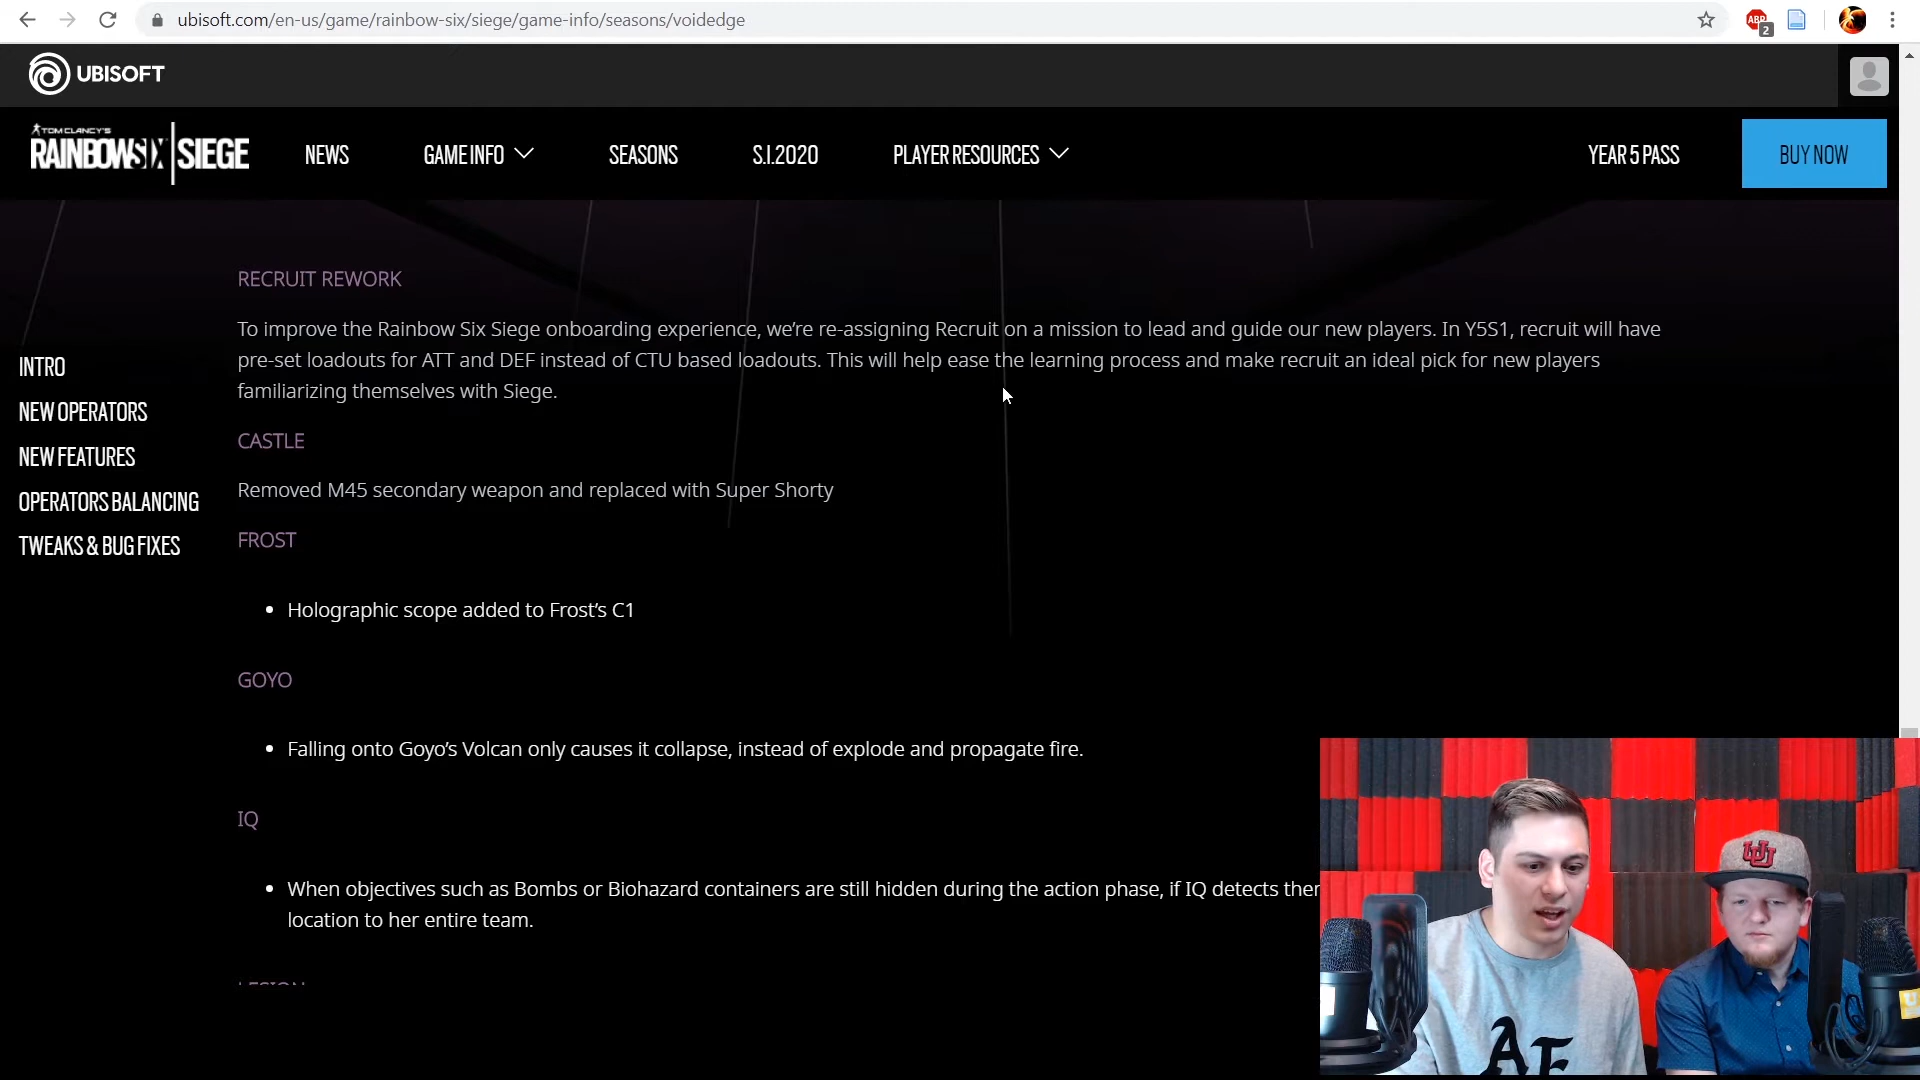 ubisoft.com/en-us/game/rainbow-six/siege/game-info/seasons/voidedge
ABP
2
UBISOFT
TOM CLANCY'S
RAINBOWSIX | SIEGE
NEWS
GAME INFO
SEASONS
S.I.2020
PLAYER RESOURCES
YEAR 5 PASS
BUY NOW
INTRO
NEW OPERATORS
NEW FEATURES
OPERATORS BALANCING
TWEAKS & BUG FIXES
RECRUIT REWORK
To improve the Rainbow Six Siege onboarding experience, we’re re-assigning Recruit on a mission to lead and guide our new players. In Y5S1, recruit will have
pre-set loadouts for ATT and DEF instead of CTU based loadouts. This will help ease the learning process and make recruit an ideal pick for new players
familiarizing themselves with Siege.
CASTLE
Removed M45 secondary weapon and replaced with Super Shorty
FROST
• Holographic scope added to Frost’s C1
GOYO
• Falling onto Goyo’s Volcan only causes it collapse, instead of explode and propagate fire.
IQ
• When objectives such as Bombs or Biohazard containers are still hidden during the action phase, if IQ detects
location to her entire team.
UU
AF